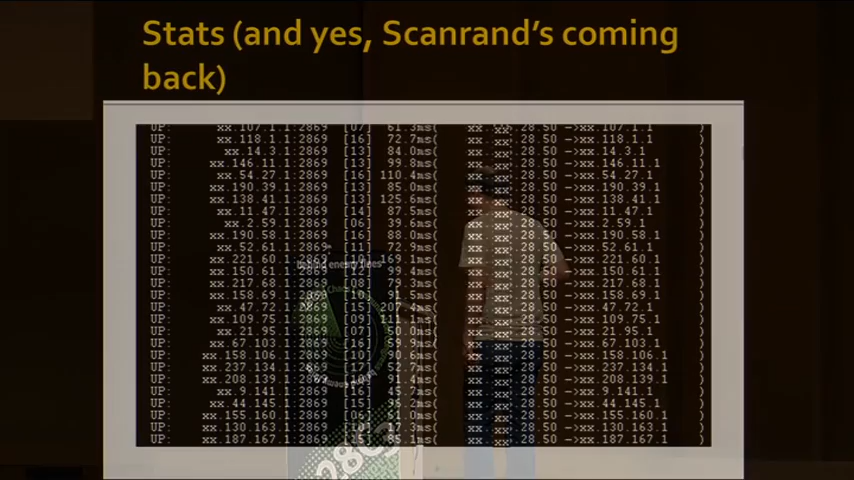 Stats (and yes, Scanrand's coming
back)
UP: xx.107.1.1:2869 [07] 61.3ms( xx.xx.28.50 ->xx.107.1.1 )
UP: xx.118.1.1:2869 [16] 72.7ms( xx.xx.28.50 ->xx.118.1.1 )
UP: xx.14.3.1:2869 [13] 84.0ms( xx.xx.28.50 ->xx.14.3.1 )
UP: xx.146.11.1:2869 [13] 99.8ms( xx.xx.28.50 ->xx.146.11.1 )
UP: xx.54.27.1:2869 [16] 110.4ms( xx.xx.28.50 ->xx.54.27.1 )
UP: xx.190.39.1:2869 [13] 85.0ms( xx.xx.28.50 ->xx.190.39.1 )
UP: xx.138.41.1:2869 [13] 125.6ms( xx.xx.28.50 ->xx.138.41.1 )
UP: xx.11.47.1:2869 [14] 87.5ms( xx.xx.28.50 ->xx.11.47.1 )
UP: xx.2.59.1:2869 [06] 39.6ms( xx.xx.28.50 ->xx.2.59.1 )
UP: xx.190.58.1:2869 [16] 88.0ms( xx.xx.28.50 ->xx.190.58.1 )
UP: xx.52.61.1:2869 [11] 72.9ms( xx.xx.28.50 ->xx.52.61.1 )
UP: xx.221.60.1:2869 [10] 169.1ms( xx.xx.28.50 ->xx.221.60.1 )
Behind enemy lines
UP: xx.150.61.1:2869 [12] 99.4ms( xx.xx.28.50 ->xx.150.61.1 )
UP: xx.217.68.1:2869 [08] 79.3ms( xx.xx.28.50 ->xx.217.68.1 )
UP: xx.158.69.1:2869 [10] 91.5ms( xx.xx.28.50 ->xx.158.69.1 )
UP: xx.47.72.1:2869 [15] 207.4ms( xx.xx.28.50 ->xx.47.72.1 )
UP: xx.109.75.1:2869 [09] 111.1ms( xx.xx.28.50 ->xx.109.75.1 )
UP: xx.21.95.1:2869 [07] ms( xx.xx.28.50 ->xx.21.95.1 )
UP: xx.67.103.1:2869 [16] 59.9ms( xx.xx.28.50 ->xx.67.103.1 )
UP: xx.158.106.1:2869 [10] 90.6ms( xx.xx.28.50 ->xx.158.106.1 )
UP: xx.237.134.1:2869 [17] 52.7ms( xx.xx.28.50 ->xx.237.134.1 )
UP: xx.208.139.1:2869 91.4ms( xx.xx.28.50 ->xx.208.139.1 )
UP: xx.9.141.1:2869 [16] ms( xx.xx.28.50 ->xx.9.141.1 )
UP: xx.44.145.1:2869 [15] ms( xx.xx.28.50 ->xx.44.145.1 )
UP: xx.155.160.1:2869 ms( xx.xx.28.50 ->xx.155.160.1 )
UP: xx.130.163.1:2869 ms( xx.xx.28.50 ->xx.130.163.1 )
UP: xx.187.167.1:2869 ms( xx.xx.28.50 ->xx.187.167.1 )
28C3